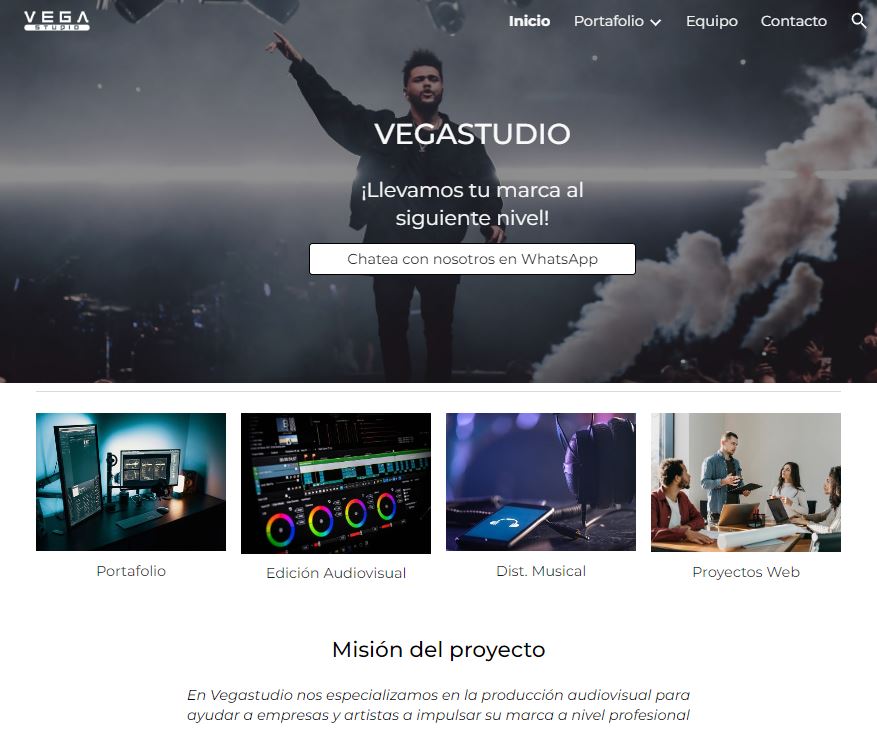 VEGA
STUDIO
Inicio Portafolio Equipo Contacto
VEGASTUDIO
¡Llevamos tu marca al
siguiente nivel!
Chatea con nosotros en WhatsApp
Portafolio
Edición Audiovisual
Dist. Musical
Proyectos Web
Misión del proyecto
En Vegastudio nos especializamos en la producción audiovisual para
ayudar a empresas y artistas a impulsar su marca a nivel profesional